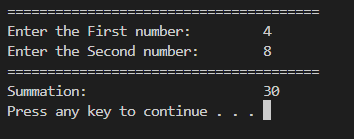 =======================================
Enter the First number:         4
Enter the Second number:        8
=======================================
Summation:                      30
Press any key to continue . . .